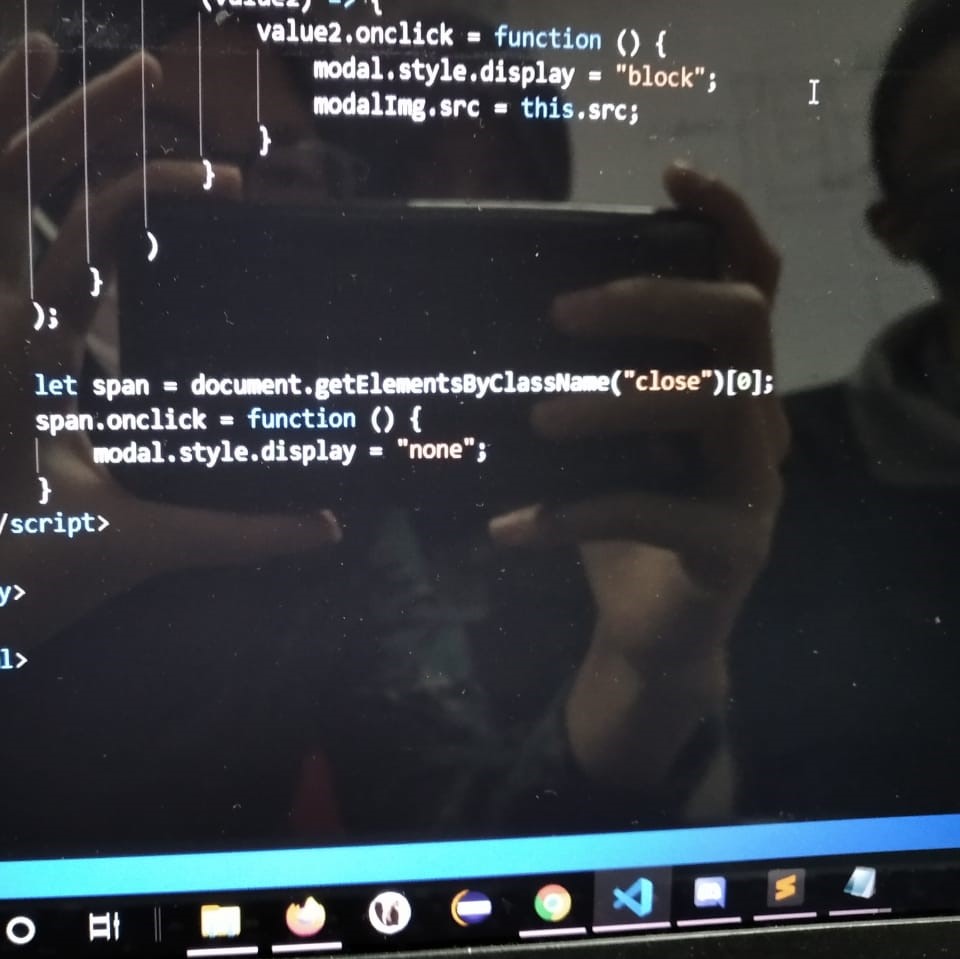 (value2) => {
value2.onclick = function () {
modal.style.display = "block";
modalImg.src = this.src;
}
}
)
}
);
let span = document.getElementsByClassName("close")[0];
span.onclick = function () {
modal.style.display = "none";
}
/script>
y>
l>